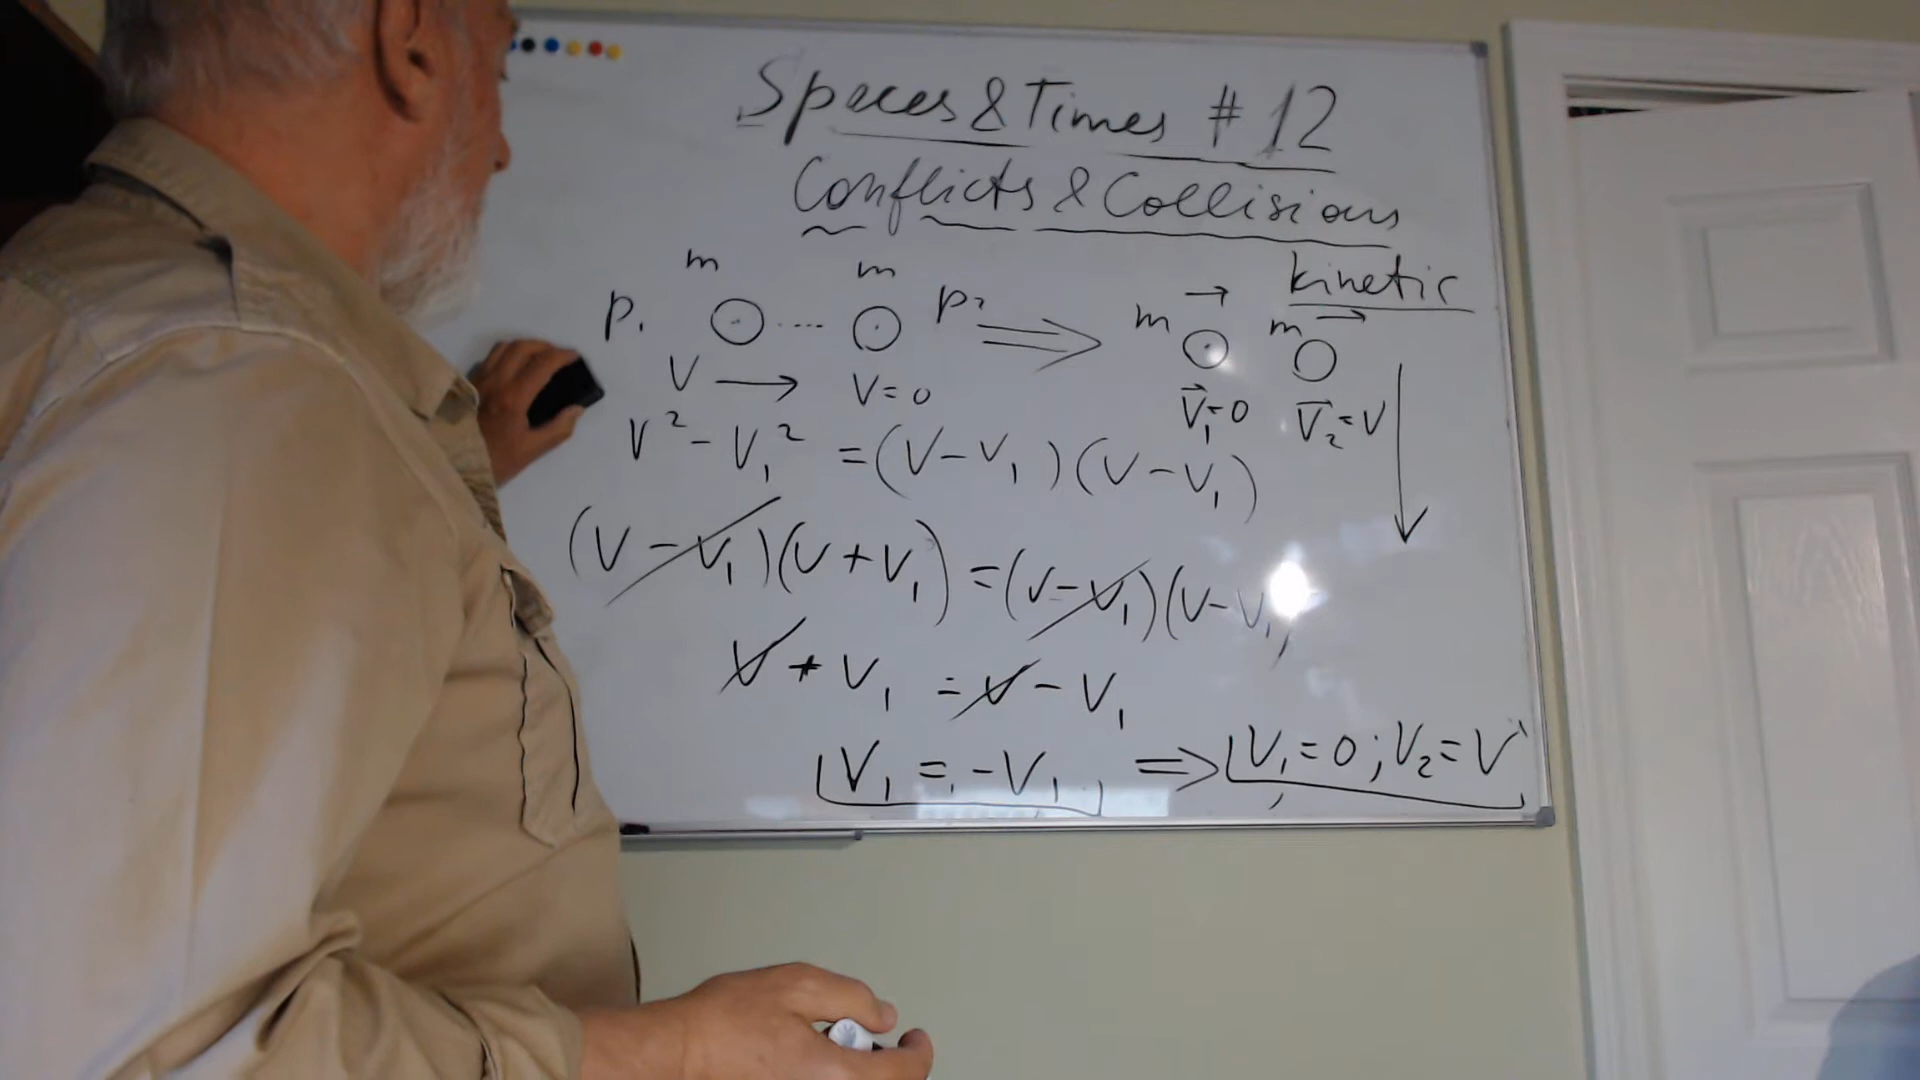 Spaces & Times # 12
Conflicts & Collisions
kinetic
m m m m
P₁ P₂ ⇒
V → V = 0 V₁ = 0 V₂ = V
V² - V₁² = (V - V₁)(V - V₁)
(V - V₁)(V + V₁) = (V - V₁)(V - V₁)
V + V₁ = V - V₁
V₁ = -V₁ ⇒ V₁ = 0; V₂ = V